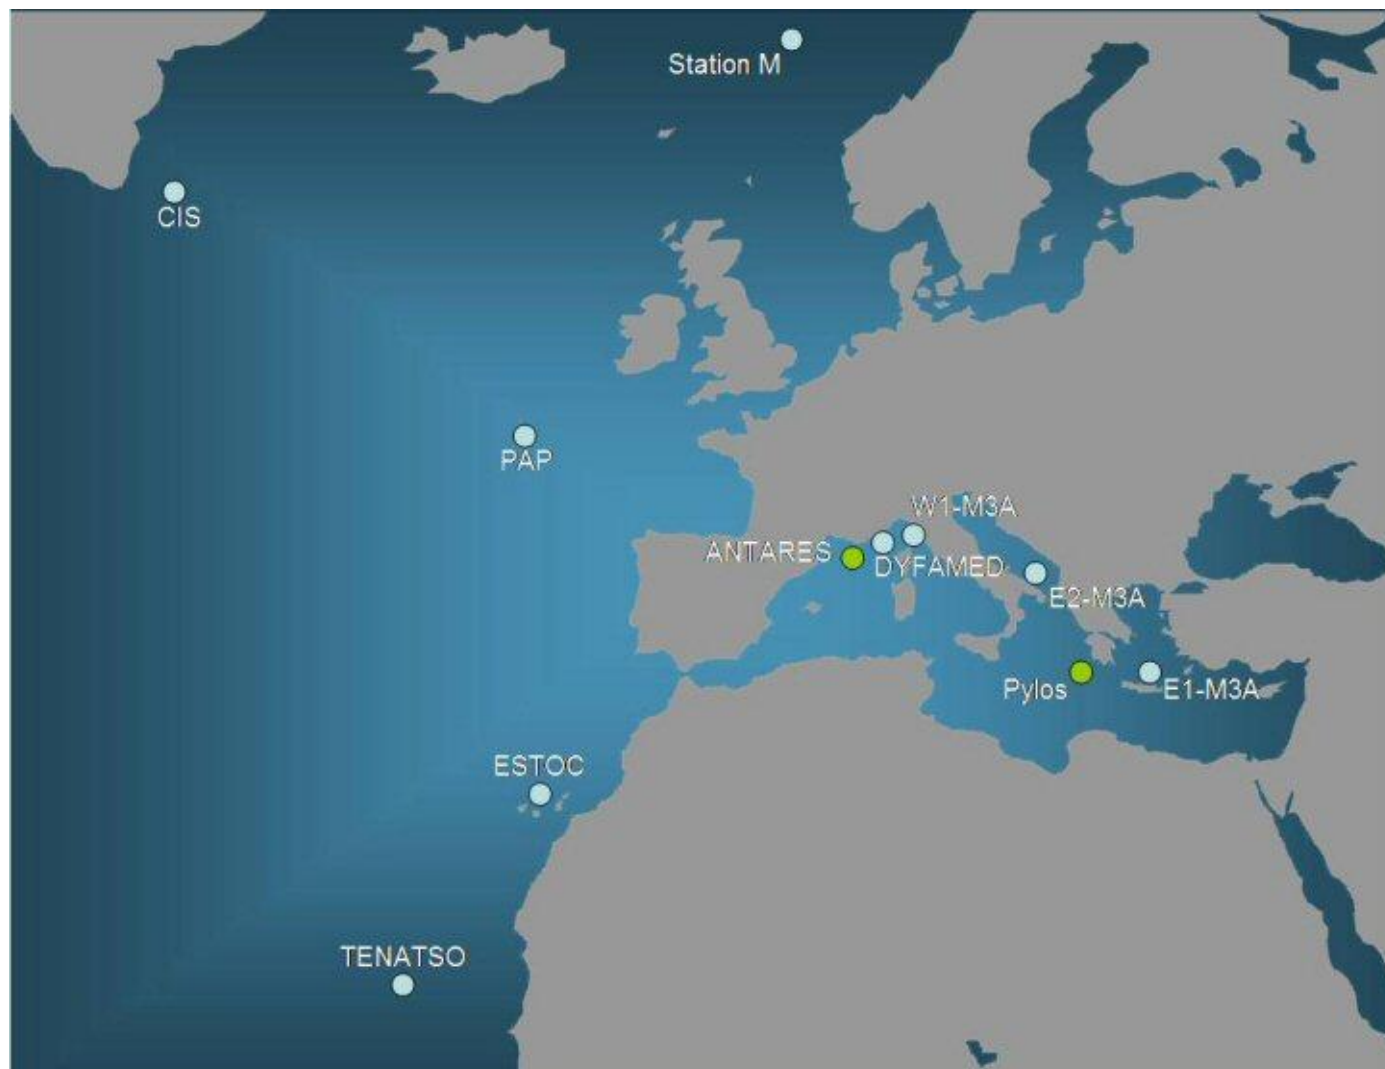 Station M
CIS
PAP
W1-M3A
ANTARES
DYFAMED
E2-M3A
Pylos
E1-M3A
ESTOC
TENATSO